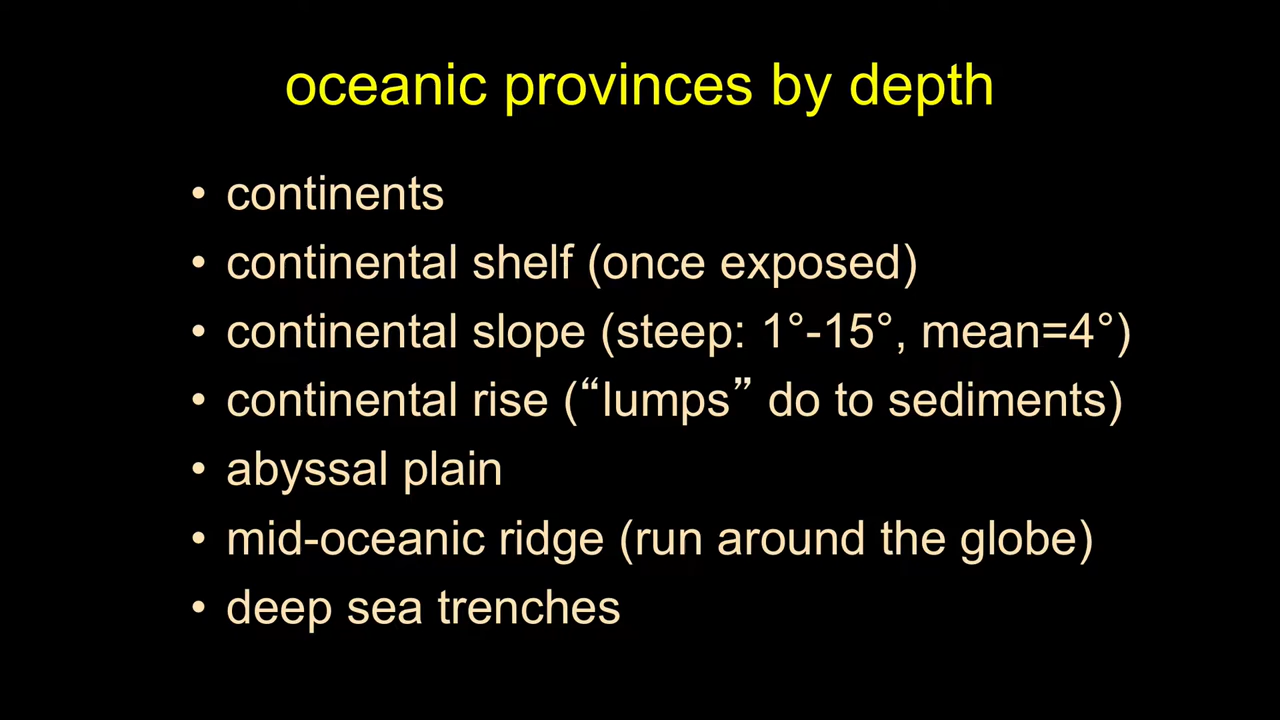 oceanic provinces by depth
• continents
• continental shelf (once exposed)
• continental slope (steep: 1°-15°, mean=4°)
• continental rise (“lumps” do to sediments)
• abyssal plain
• mid-oceanic ridge (run around the globe)
• deep sea trenches